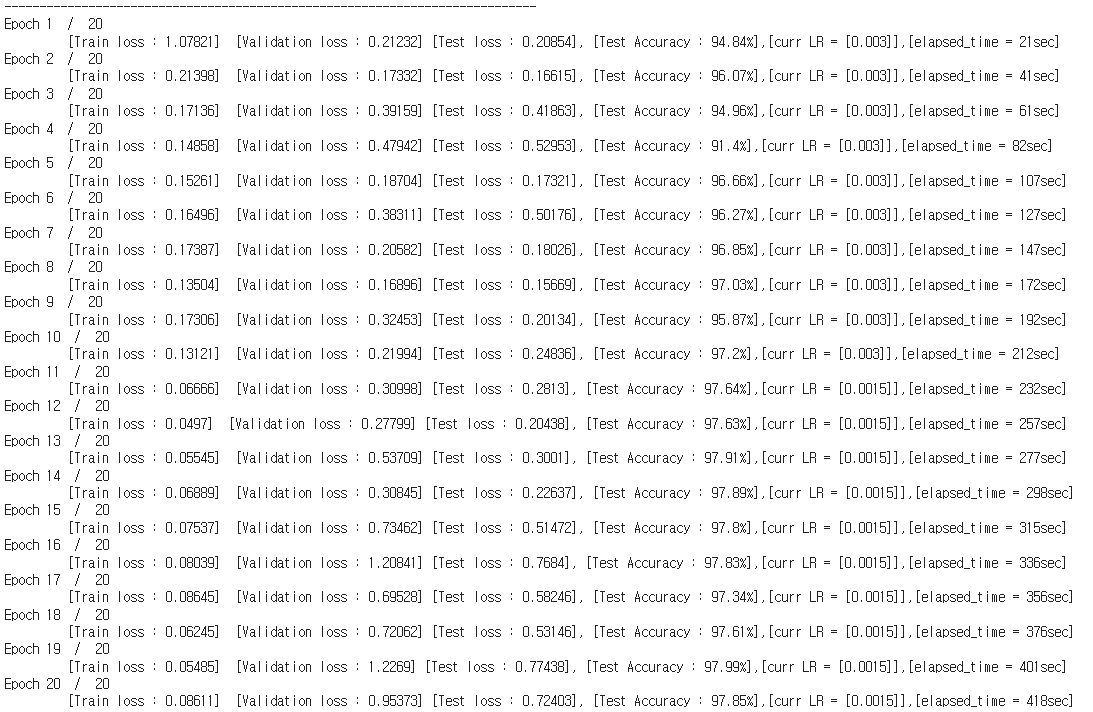 --------------------------------------------------------------------------------
Epoch 1  /  20
[Train loss : 1.07821]  [Validation loss : 0.21232] [Test loss : 0.20854], [Test Accuracy : 94.84%],[curr LR = [0.003]],[elapsed_time = 21sec]
Epoch 2  /  20
[Train loss : 0.21398]  [Validation loss : 0.17332] [Test loss : 0.16615], [Test Accuracy : 96.07%],[curr LR = [0.003]],[elapsed_time = 41sec]
Epoch 3  /  20
[Train loss : 0.17136]  [Validation loss : 0.39159] [Test loss : 0.41863], [Test Accuracy : 94.96%],[curr LR = [0.003]],[elapsed_time = 61sec]
Epoch 4  /  20
[Train loss : 0.14858]  [Validation loss : 0.47942] [Test loss : 0.52953], [Test Accuracy : 91.4%],[curr LR = [0.003]],[elapsed_time = 82sec]
Epoch 5  /  20
[Train loss : 0.15261]  [Validation loss : 0.18704] [Test loss : 0.17321], [Test Accuracy : 96.66%],[curr LR = [0.003]],[elapsed_time = 107sec]
Epoch 6  /  20
[Train loss : 0.16496]  [Validation loss : 0.38311] [Test loss : 0.50176], [Test Accuracy : 96.27%],[curr LR = [0.003]],[elapsed_time = 127sec]
Epoch 7  /  20
[Train loss : 0.17387]  [Validation loss : 0.20582] [Test loss : 0.18026], [Test Accuracy : 96.85%],[curr LR = [0.003]],[elapsed_time = 147sec]
Epoch 8  /  20
[Train loss : 0.13504]  [Validation loss : 0.16896] [Test loss : 0.15669], [Test Accuracy : 97.03%],[curr LR = [0.003]],[elapsed_time = 172sec]
Epoch 9  /  20
[Train loss : 0.17306]  [Validation loss : 0.32453] [Test loss : 0.20134], [Test Accuracy : 95.87%],[curr LR = [0.003]],[elapsed_time = 192sec]
Epoch 10  /  20
[Train loss : 0.13121]  [Validation loss : 0.21994] [Test loss : 0.24836], [Test Accuracy : 97.2%],[curr LR = [0.003]],[elapsed_time = 212sec]
Epoch 11  /  20
[Train loss : 0.06666]  [Validation loss : 0.30998] [Test loss : 0.2813], [Test Accuracy : 97.64%],[curr LR = [0.0015]],[elapsed_time = 232sec]
Epoch 12  /  20
[Train loss : 0.0497]  [Validation loss : 0.27799] [Test loss : 0.20438], [Test Accuracy : 97.63%],[curr LR = [0.0015]],[elapsed_time = 257sec]
Epoch 13  /  20
[Train loss : 0.05545]  [Validation loss : 0.53709] [Test loss : 0.3001], [Test Accuracy : 97.91%],[curr LR = [0.0015]],[elapsed_time = 277sec]
Epoch 14  /  20
[Train loss : 0.06889]  [Validation loss : 0.30845] [Test loss : 0.22637], [Test Accuracy : 97.89%],[curr LR = [0.0015]],[elapsed_time = 298sec]
Epoch 15  /  20
[Train loss : 0.07537]  [Validation loss : 0.73462] [Test loss : 0.51472], [Test Accuracy : 97.8%],[curr LR = [0.0015]],[elapsed_time = 315sec]
Epoch 16  /  20
[Train loss : 0.08039]  [Validation loss : 1.20841] [Test loss : 0.7684], [Test Accuracy : 97.83%],[curr LR = [0.0015]],[elapsed_time = 336sec]
Epoch 17  /  20
[Train loss : 0.08645]  [Validation loss : 0.69528] [Test loss : 0.58246], [Test Accuracy : 97.34%],[curr LR = [0.0015]],[elapsed_time = 356sec]
Epoch 18  /  20
[Train loss : 0.06245]  [Validation loss : 0.72062] [Test loss : 0.53146], [Test Accuracy : 97.61%],[curr LR = [0.0015]],[elapsed_time = 376sec]
Epoch 19  /  20
[Train loss : 0.05485]  [Validation loss : 1.2269] [Test loss : 0.77438], [Test Accuracy : 97.99%],[curr LR = [0.0015]],[elapsed_time = 401sec]
Epoch 20  /  20
[Train loss : 0.08611]  [Validation loss : 0.95373] [Test loss : 0.72403], [Test Accuracy : 97.85%],[curr LR = [0.0015]],[elapsed_time = 418sec]